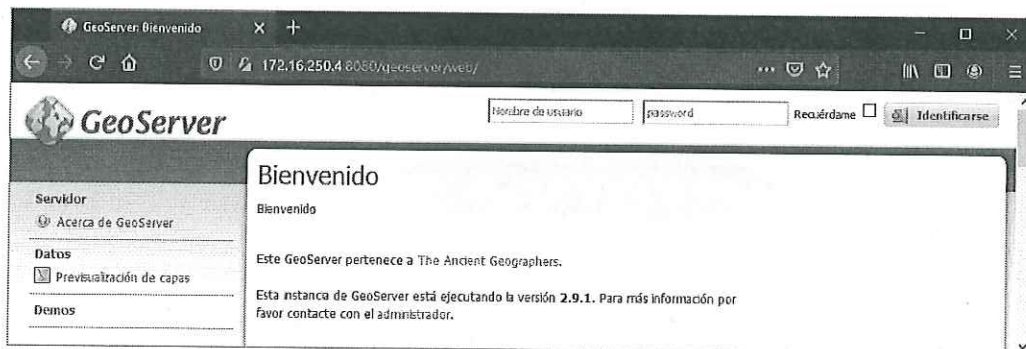 GeoServer: Bienvenido
172.16.250.4:8080/geoserver/web/
GeoServer
Nombre de usuario
password
Recuérdame
Identificarse
Servidor
Acerca de GeoServer
Datos
Previsualización de capas
Demos
Bienvenido
Bienvenido
Este GeoServer pertenece a The Ancient Geographers.
Esta instancia de GeoServer está ejecutando la versión 2.9.1. Para más información por
favor contacte con el administrador.